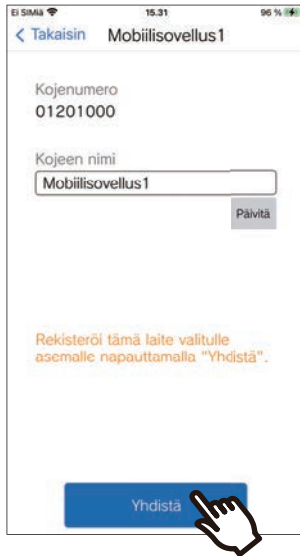 Ei SIMiä 15.31 96 %
Takaisin Mobiilisovellus1
Kojenumero
01201000
Kojeen nimi
Mobiilisovellus1
Päivitä
Rekisteröi tämä laite valitulle
asemalle napauttamalla "Yhdistä".
Yhdistä